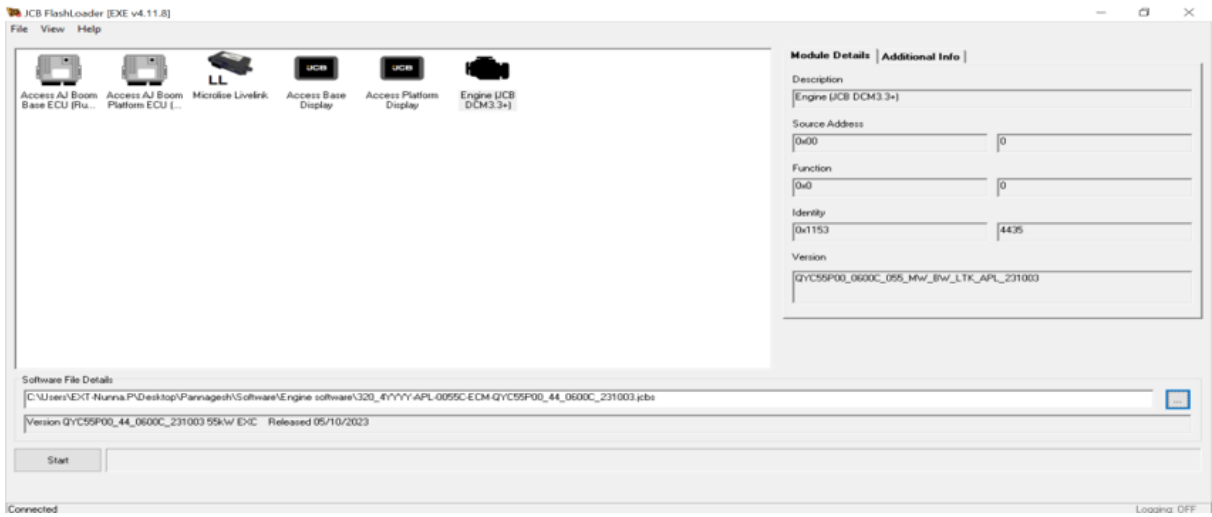 JCB FlashLoader [EXE v4.11.8]
File View Help
LL
JCB
JCB
Access AJ Boom Base ECU (Ru...
Access AJ Boom Platform ECU (...
Microlise Livelink
Access Base Display
Access Platform Display
Engine (JCB DCM3.3+)
Module Details Additional Info
Description
Engine (JCB DCM3.3+)
Source Address
0x00 0
Function
0x0 0
Identity
0x1153 4435
Version
QYC55P00_0600C_055_MW_BW_LTK_APL_231003
Software File Details
C:\Users\EXT-Nunna.P\Desktop\Pannagesh\Software\Engine software\320_4YYYY-APL-0055C-ECM-QYC55P00_44_0600C_231003.jcbs
...
Version QYC55P00_44_0600C_231003 55kW EXC Released 05/10/2023
Start
Connected
Logging: OFF